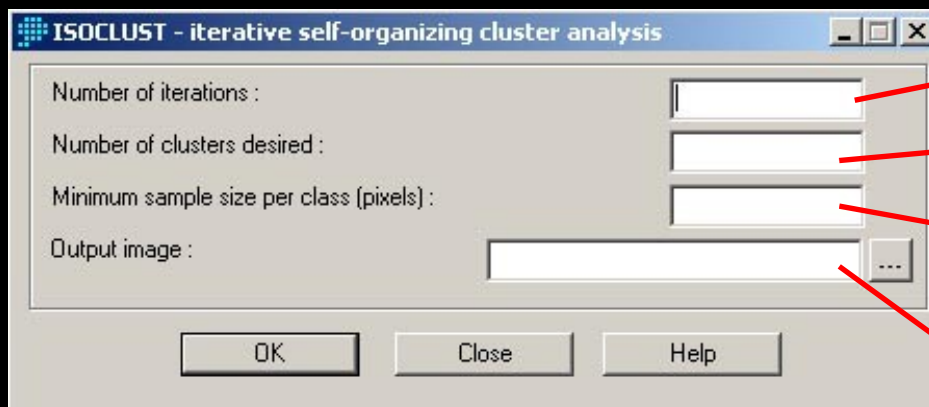 ISOCLUST - iterative self-organizing cluster analysis
Number of iterations :
Number of clusters desired :
Minimum sample size per class (pixels) :
Output image :
...
OK Close Help